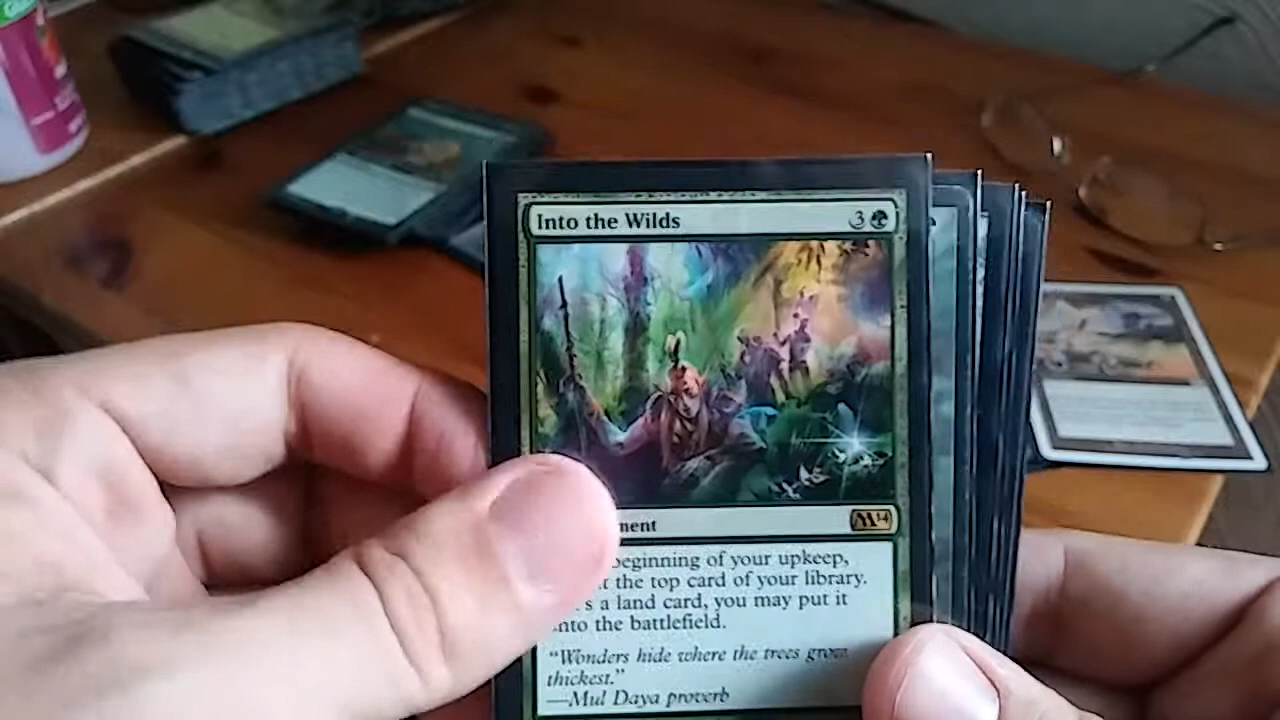 Into the Wilds 3
ment M14
beginning of your upkeep,
t the top card of your library.
s a land card, you may put it
nto the battlefield.
“Wonders hide where the trees grow
thickest.”
—Mul Daya proverb